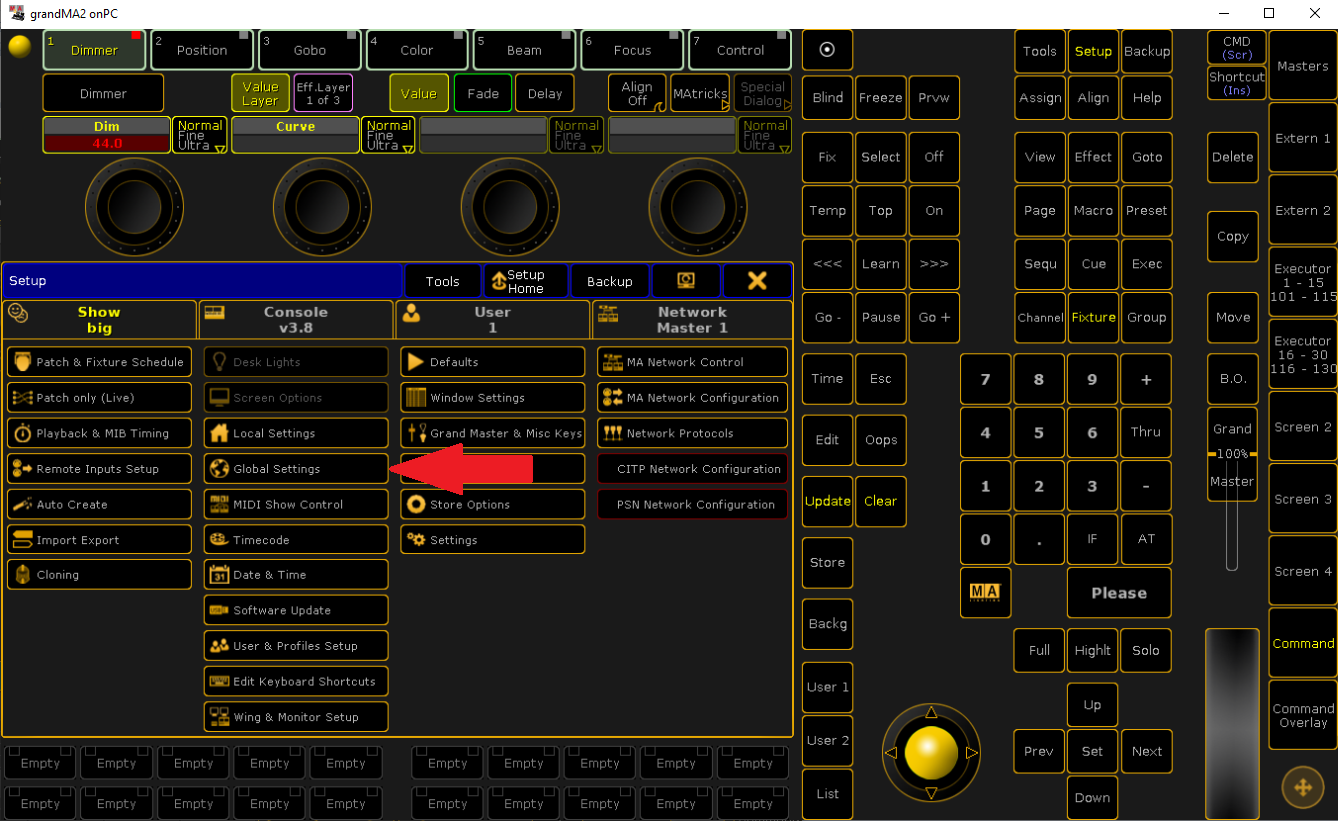 grandMA2 onPC
1 Dimmer
2 Position
3 Gobo
4 Color
5 Beam
6 Focus
7 Control
Dimmer
Value
Layer
Eff.Layer
1 of 3
Value
Fade
Delay
Align
Off
MAtricks
Special
Dialog
Dim
44.0
Normal
Fine
Ultra
Curve
Normal
Fine
Ultra
Normal
Fine
Ultra
Normal
Fine
Ultra
Setup
Tools
Setup
Home
Backup
Show
big
Console
v3.8
User
1
Network
Master 1
Patch & Fixture Schedule
Patch only (Live)
Playback & MIB Timing
Remote Inputs Setup
Auto Create
Import Export
Cloning
Desk Lights
Screen Options
Local Settings
Global Settings
MIDI Show Control
Timecode
31
Date & Time
Software Update
User & Profiles Setup
Edit Keyboard Shortcuts
Wing & Monitor Setup
Defaults
Window Settings
Grand Master & Misc Keys
Store Options
Settings
MA Network Control
MA Network Configuration
Network Protocols
CITP Network Configuration
PSN Network Configuration
Empty Empty Empty Empty Empty Empty Empty Empty Empty Empty
Empty Empty Empty Empty Empty Empty Empty Empty Empty Empty
Blind Freeze Prvw
Fix Select Off
Temp Top On
<<< Learn >>>
Go - Pause Go +
Time Esc
Edit Oops
Update Clear
Store
Backg
User 1
User 2
List
Tools Setup Backup
Assign Align Help
View Effect Goto
Page Macro Preset
Sequ Cue Exec
Channel Fixture Group
7 8 9 +
4 5 6 Thru
1 2 3 -
0 . IF AT
MA
Please
Full Highlt Solo
Up
Prev Set Next
Down
CMD
(Scr)
Shortcut
(Ins)
Delete
Copy
Move
B.O.
Grand
100%
Master
Masters
Extern 1
Extern 2
Executor
1 - 15
101 - 115
Executor
16 - 30
116 - 130
Screen 2
Screen 3
Screen 4
Command
Command
Overlay